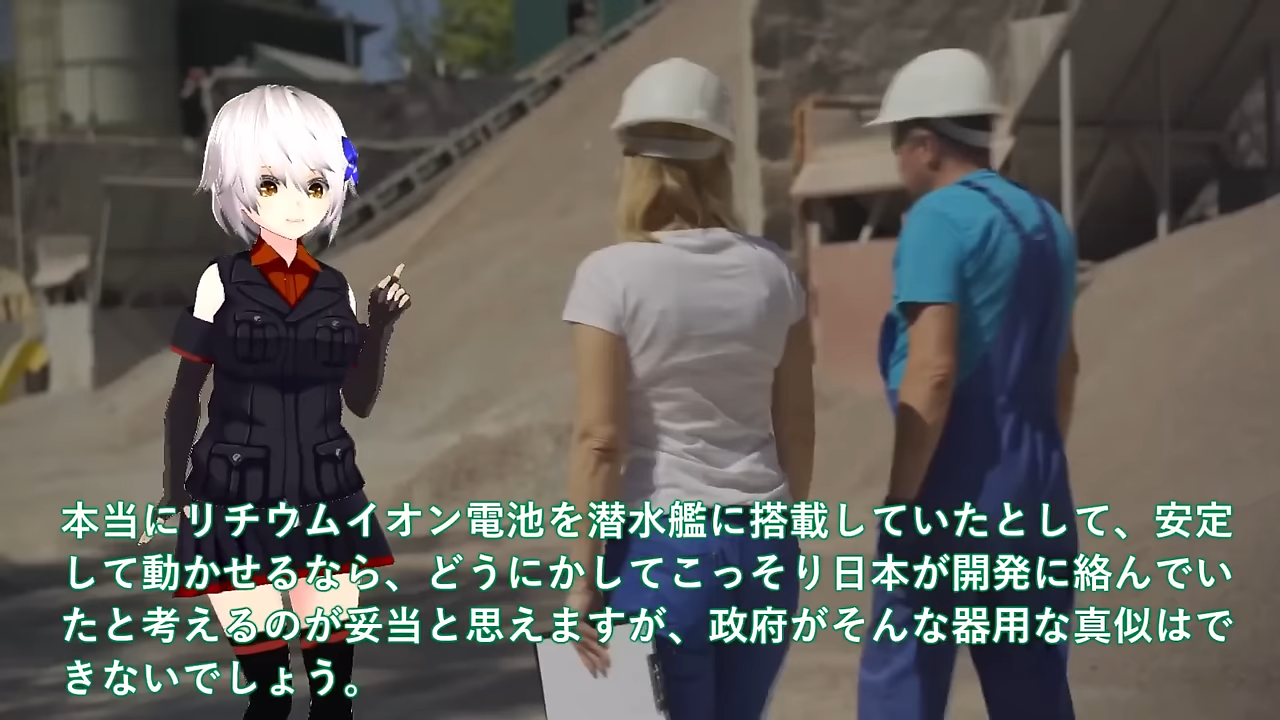 本当にリチウムイオン電池を潜水艦に搭載していたとして、安定
して動かせるなら、どうにかしてこっそり日本が開発に絡んでい
たと考えるのが妥当と思えますが、政府がそんな器用な真似はで
きないでしょう。